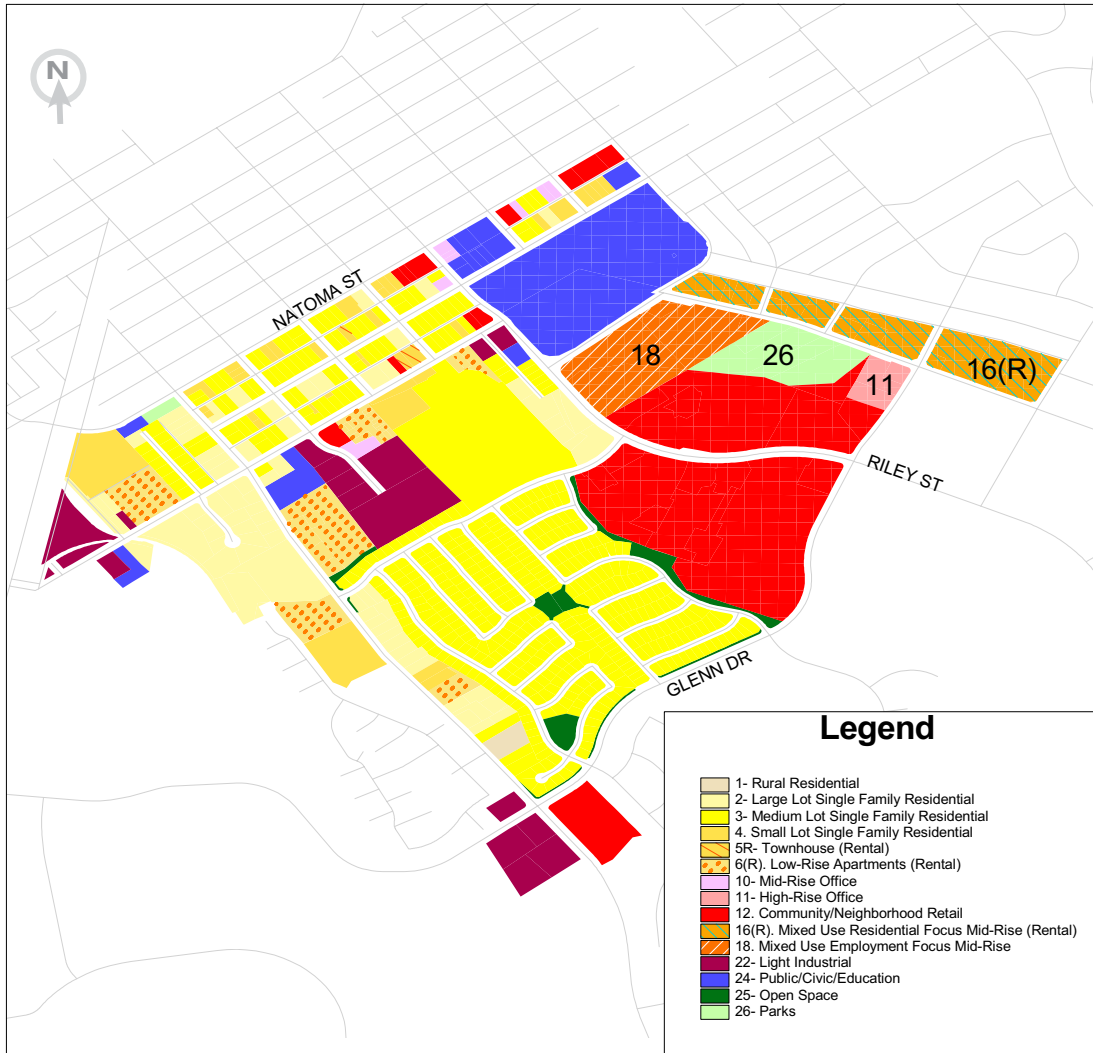 N
NATOMA ST
18
26
11
16(R)
RILEY ST
GLENN DR
Legend
1- Rural Residential
2- Large Lot Single Family Residential
3- Medium Lot Single Family Residential
4. Small Lot Single Family Residential
5R- Townhouse (Rental)
6(R). Low-Rise Apartments (Rental)
10- Mid-Rise Office
11- High-Rise Office
12. Community/Neighborhood Retail
16(R). Mixed Use Residential Focus Mid-Rise (Rental)
18. Mixed Use Employment Focus Mid-Rise
22- Light Industrial
24- Public/Civic/Education
25- Open Space
26- Parks